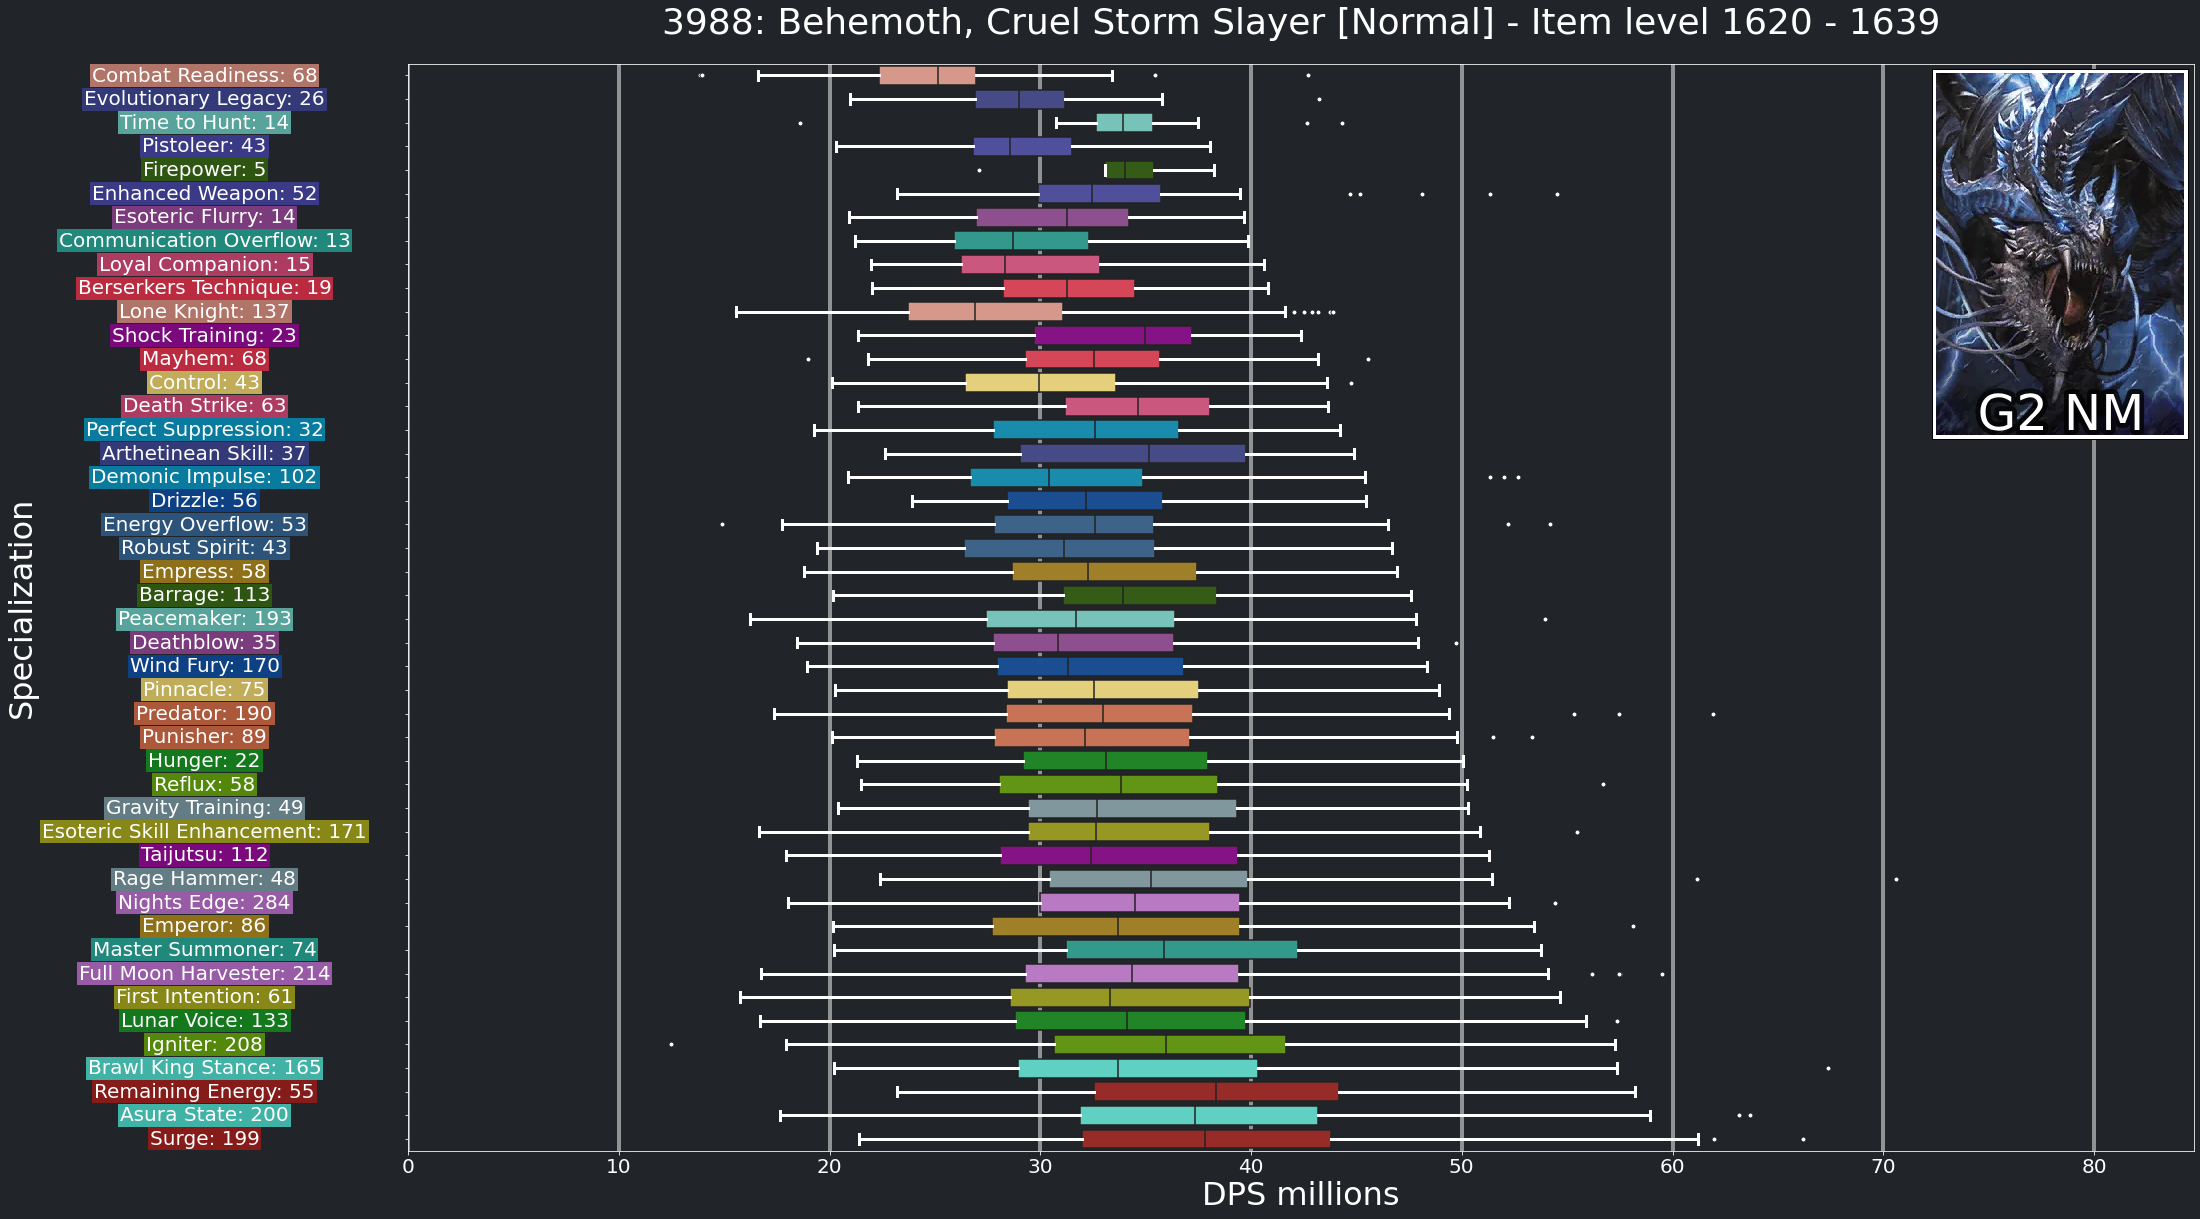 3988: Behemoth, Cruel Storm Slayer [Normal] - Item level 1620 - 1639
Specialization
Combat Readiness: 68
Evolutionary Legacy: 26
Time to Hunt: 14
Pistoleer: 43
Firepower: 5
Enhanced Weapon: 52
Esoteric Flurry: 14
Communication Overflow: 13
Loyal Companion: 15
Berserkers Technique: 19
Lone Knight: 137
Shock Training: 23
Mayhem: 68
Control: 43
Death Strike: 63
Perfect Suppression: 32
Arthetinean Skill: 37
Demonic Impulse: 102
Drizzle: 56
Energy Overflow: 53
Robust Spirit: 43
Empress: 58
Barrage: 113
Peacemaker: 193
Deathblow: 35
Wind Fury: 170
Pinnacle: 75
Predator: 190
Punisher: 89
Hunger: 22
Reflux: 58
Gravity Training: 49
Esoteric Skill Enhancement: 171
Taijutsu: 112
Rage Hammer: 48
Nights Edge: 284
Emperor: 86
Master Summoner: 74
Full Moon Harvester: 214
First Intention: 61
Lunar Voice: 133
Igniter: 208
Brawl King Stance: 165
Remaining Energy: 55
Asura State: 200
Surge: 199
G2 NM
0 10 20 30 40 50 60 70 80
DPS millions